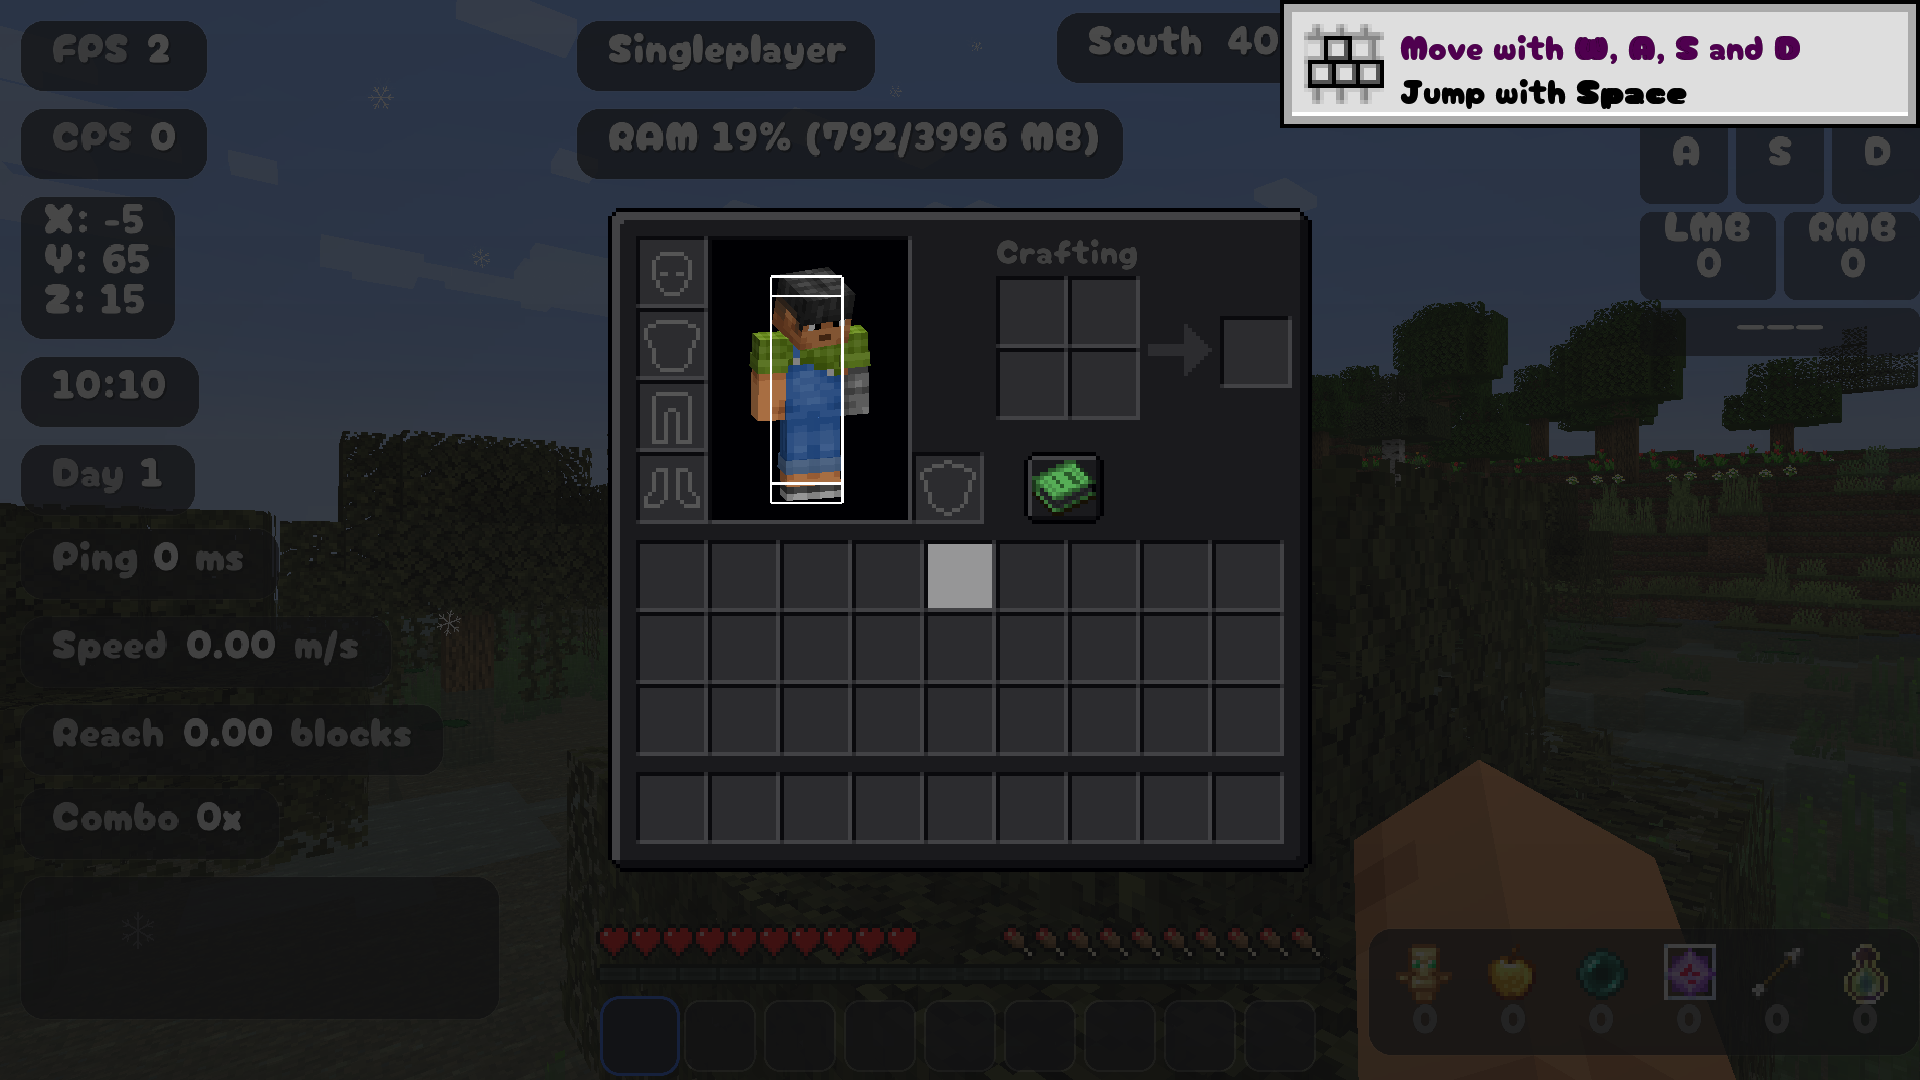 FPS 2
Singleplayer
South 40
Move with W, A, S and D
Jump with Space
CPS 0
RAM 19% (792/3996 MB)
A
S
D
X: -5
Y: 65
Z: 15
LMB
0
RMB
0
Crafting
10:10
Day 1
Ping 0 ms
Speed 0.00 m/s
Reach 0.00 blocks
Combo 0x
0
0
0
0
0
0